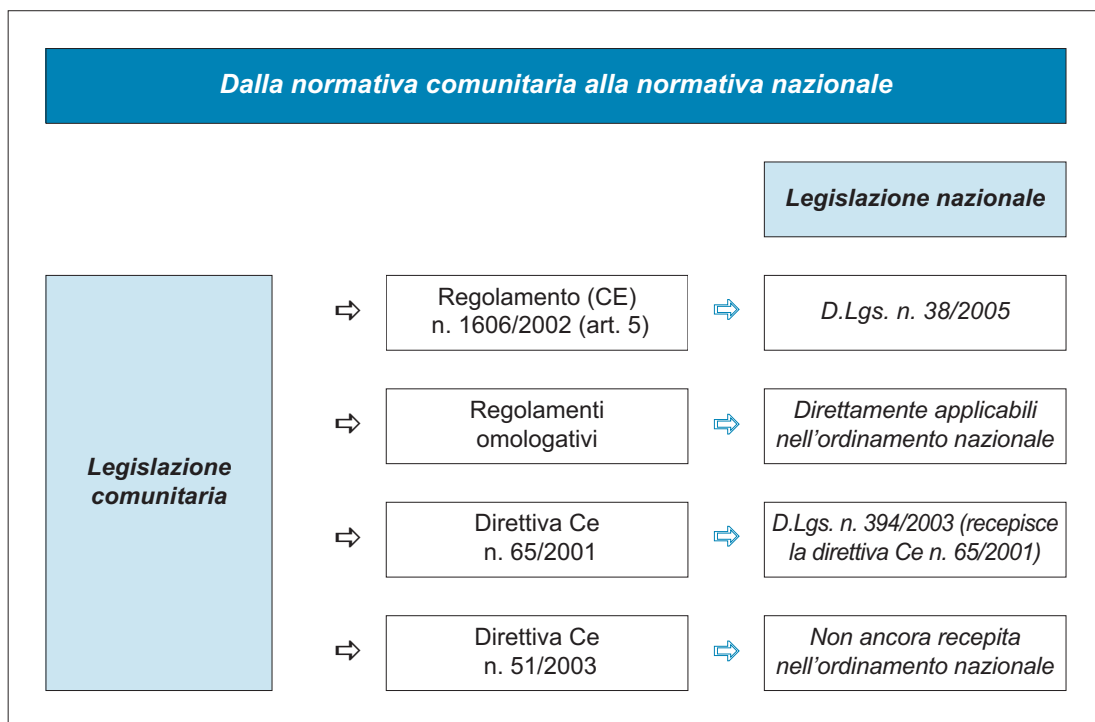 Dalla normativa comunitaria alla normativa nazionale
Legislazione nazionale
Legislazione
comunitaria
Regolamento (CE)
n. 1606/2002 (art. 5)
D.Lgs. n. 38/2005
Regolamenti
omologativi
Direttamente applicabili
nell'ordinamento nazionale
Direttiva Ce
n. 65/2001
D.Lgs. n. 394/2003 (recepisce
la direttiva Ce n. 65/2001)
Direttiva Ce
n. 51/2003
Non ancora recepita
nell'ordinamento nazionale